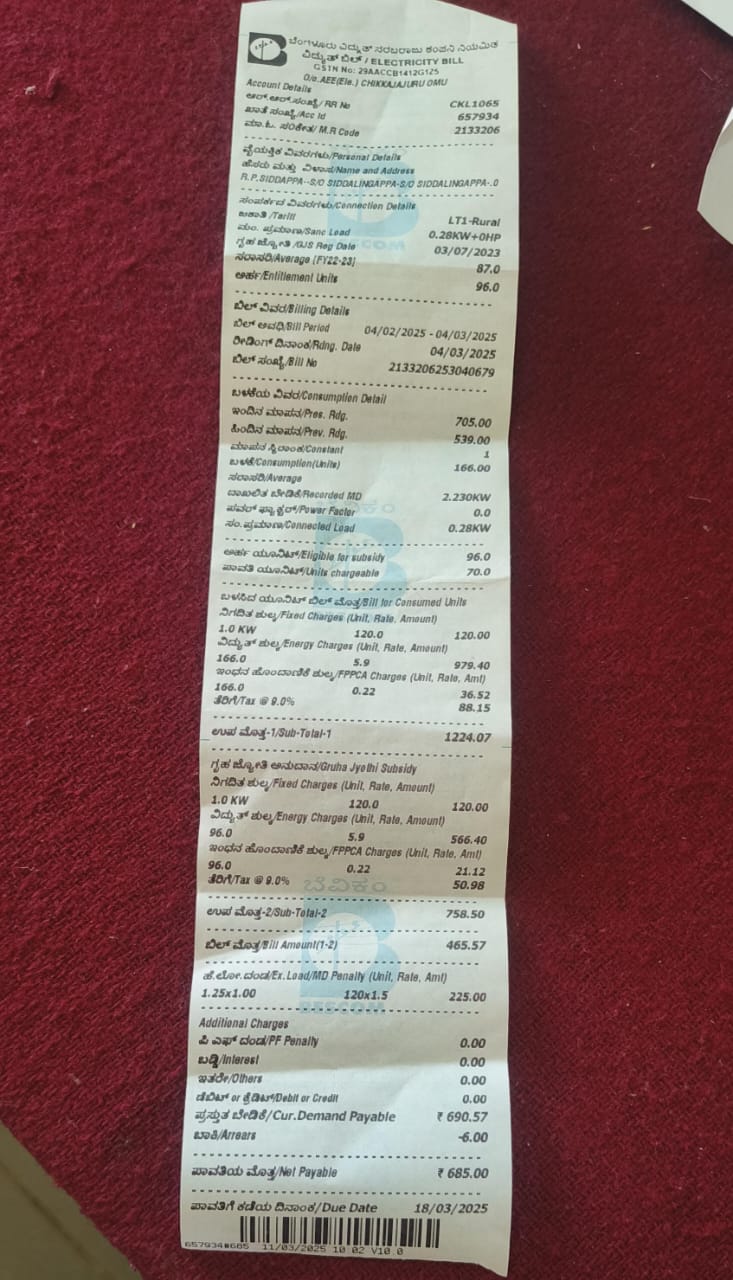 ಬೆಂಗಳೂರು ವಿದ್ಯುತ್ ಸರಬರಾಜು ಕಂಪನಿ ನಿಯಮಿತ
ವಿದ್ಯುತ್ ಬಿಲ್ / ELECTRICITY BILL
GSTN No: 29AACCB1412G1Z5
O/o.AEE(Ele.) CHIKKAJAJURU OMU
Account Details
ಆರ್.ಆರ್.ಸಂಖ್ಯೆ/ RR No CKL1065
ಖಾತೆ ಸಂಖ್ಯೆ/Acc Id 657934
ಮಾ.ಓ. ಸಂಕೇತ/ M.R Code 2133206
ವೈಯಕ್ತಿಕ ವಿವರಗಳು/Personal Details
ಹೆಸರು ಮತ್ತು ವಿಳಾಸ/Name and Address
R.P.SIDDAPPA--S/O SIDDALINGAPPA-S/O SIDDALINGAPPA-.0
ಸಂಪರ್ಕದ ವಿವರಗಳು/Connection Details
ಜಕಾತಿ /Tariff LT1-Rural
ಮಂ. ಪ್ರಮಾಣ/Sanc Load 0.28KW+0HP
ಗೃಹ ಜ್ಯೋತಿ /GJS Reg Date 03/07/2023
ಸರಾಸರಿ/Average [FY22-23] 87.0
ಅರ್ಹ/Entitlement Units 96.0
ಬಿಲ್ ವಿವರ/Billing Details
ಬಿಲ್ ಅವಧಿ/Bill Period 04/02/2025 - 04/03/2025
ರೀಡಿಂಗ್ ದಿನಾಂಕ/Rdng. Date 04/03/2025
ಬಿಲ್ ಸಂಖ್ಯೆ/Bill No 2133206253040679
ಬಳಕೆಯ ವಿವರ/Consumption Detail
ಇಂದಿನ ಮಾಪನ/Pres. Rdg. 705.00
ಹಿಂದಿನ ಮಾಪನ/Prev. Rdg. 539.00
ಮಾಪನ ಸ್ಥಿರಾಂಕ/Constant 1
ಬಳಕೆ/Consumption(Units) 166.00
ಸರಾಸರಿ/Average
ದಾಖಲಿತ ಬೇಡಿಕೆ/Recorded MD 2.230KW
ಪವರ್ ಫ್ಯಾಕ್ಟರ್/Power Factor 0.0
ಸಂ.ಪ್ರಮಾಣ/Connected Load 0.28KW
ಅರ್ಹ ಯೂನಿಟ್/Eligible for subsidy 96.0
ಪಾವತಿ ಯೂನಿಟ್/Units chargeable 70.0
ಬಳಸಿದ ಯೂನಿಟ್ ಬಿಲ್ ಮೊತ್ತ/Bill for Consumed Units
ನಿಗದಿತ ಶುಲ್ಕ/Fixed Charges (Unit, Rate, Amount)
1.0 KW 120.0 120.00
ವಿದ್ಯುತ್ ಶುಲ್ಕ/Energy Charges (Unit, Rate, Amount)
166.0 5.9 979.40
ಇಂಧನ ಹೊಂದಾಣಿಕೆ ಶುಲ್ಕ/FPPCA Charges (Unit, Rate, Amt)
166.0 0.22 36.52
ತೆರಿಗೆ/Tax @ 9.0% 88.15
ಉಪ ಮೊತ್ತ-1/Sub-Total-1 1224.07
ಗೃಹ ಜ್ಯೋತಿ ಅನುದಾನ/Gruha Jyothi Subsidy
ನಿಗದಿತ ಶುಲ್ಕ/Fixed Charges (Unit, Rate, Amount)
1.0 KW 120.0 120.00
ವಿದ್ಯುತ್ ಶುಲ್ಕ/Energy Charges (Unit, Rate, Amount)
96.0 5.9 566.40
ಇಂಧನ ಹೊಂದಾಣಿಕೆ ಶುಲ್ಕ/FPPCA Charges (Unit, Rate, Amt)
96.0 0.22 21.12
ತೆರಿಗೆ/Tax @ 9.0% 50.98
ಉಪ ಮೊತ್ತ-2/Sub-Total-2 758.50
ಬಿಲ್ ಮೊತ್ತ/Bill Amount(1-2) 465.57
ಹೆ.ಲೋ.ದಂಡ/Ex.Load/MD Penalty (Unit, Rate, Amt)
1.25x1.00 120x1.5 225.00
Additional Charges
ಪಿ ಎಫ್ ದಂಡ/PF Penalty 0.00
ಬಡ್ಡಿ/Interest 0.00
ಇತರೇ/Others 0.00
ಡೆಬಿಟ್ or ಕ್ರೆಡಿಟ್/Debit or Credit 0.00
ಪ್ರಸ್ತುತ ಬೇಡಿಕೆ/Cur.Demand Payable ₹ 690.57
ಬಾಕಿ/Arrears -6.00
ಪಾವತಿಯ ಮೊತ್ತ/Net Payable ₹ 685.00
ಪಾವತಿಗೆ ಕಡೆಯ ದಿನಾಂಕ/Due Date 18/03/2025
657934#685 11/03/2025 10 02 V10.0